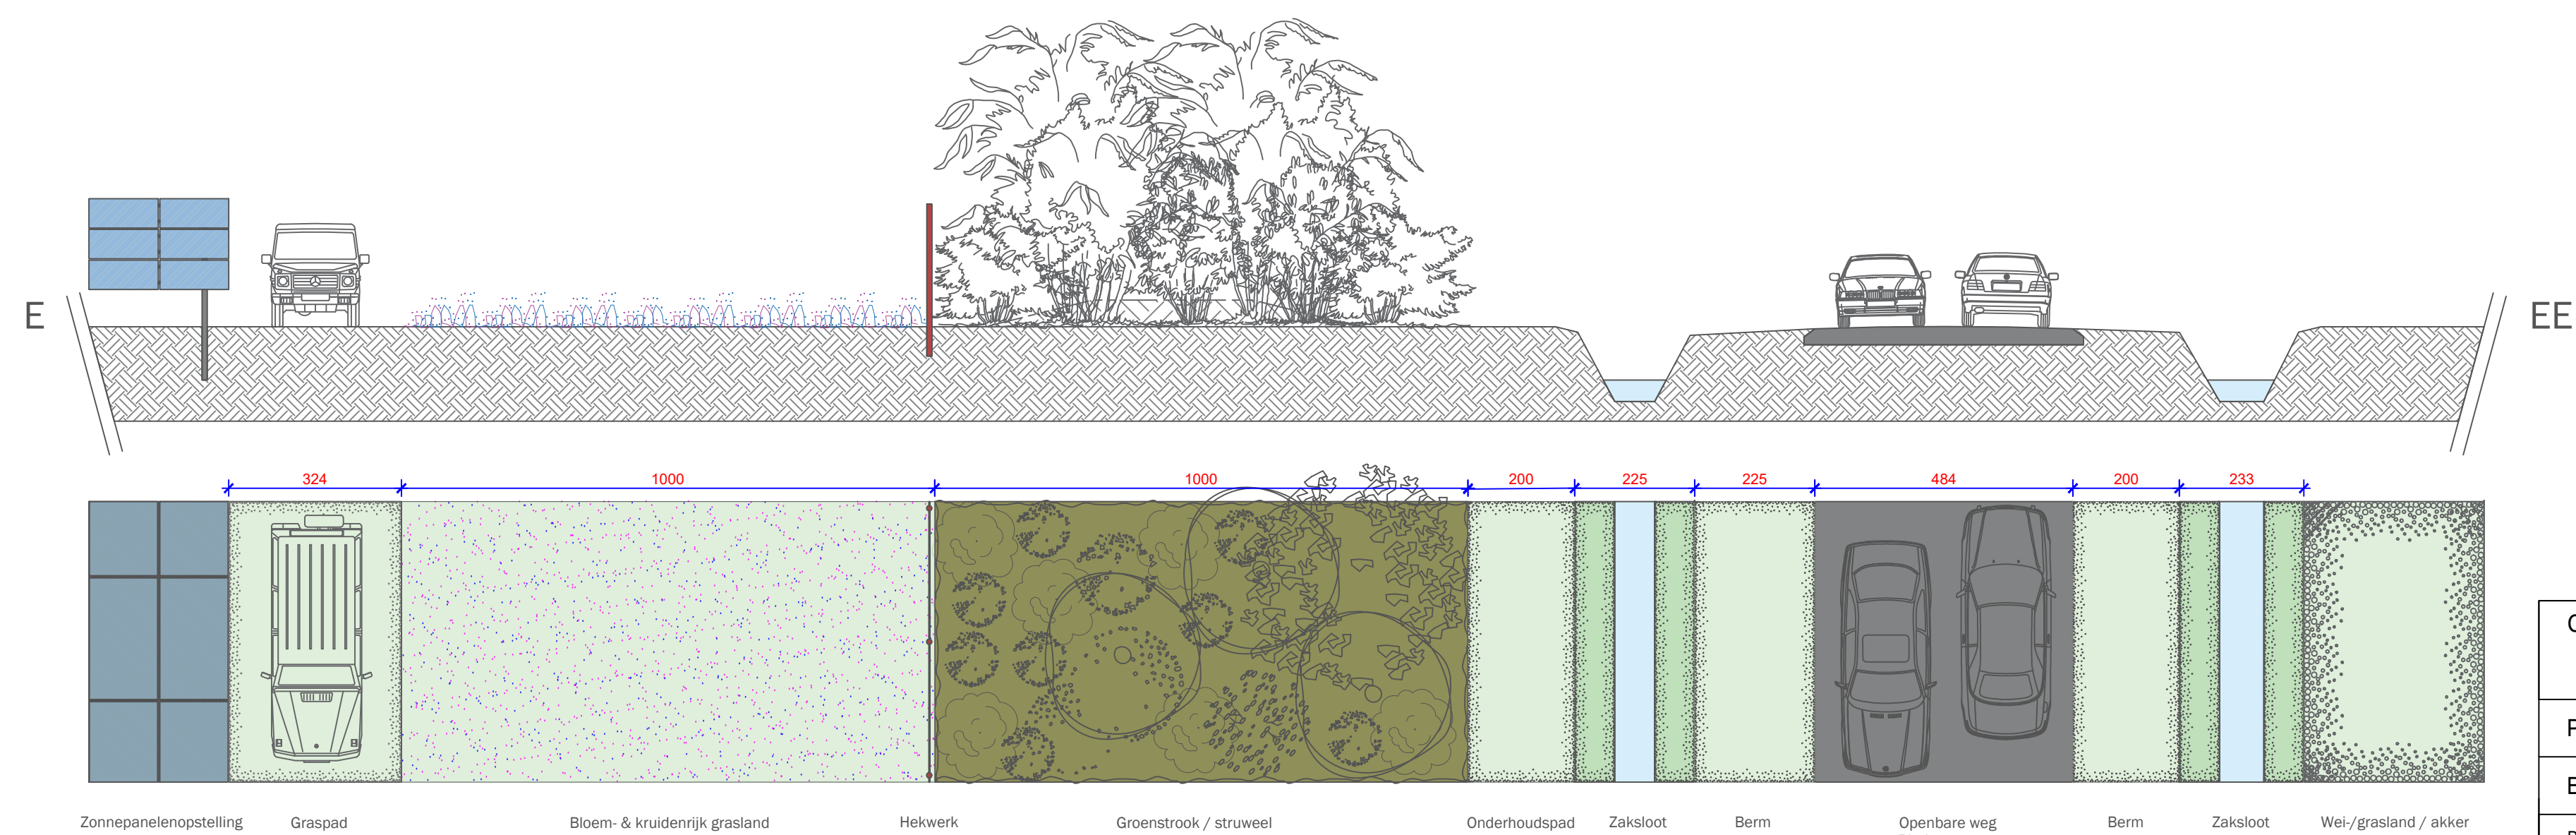 E
EE
324
1000
1000
200
225
225
484
200
233
Zonnepanelenopstelling
Graspad
Bloem- & kruidenrijk grasland
Hekwerk
Groenstrook / struweel
Onderhoudspad
Zaksloot
Berm
Openbare weg
Berm
Zaksloot
Wei-/grasland / akker